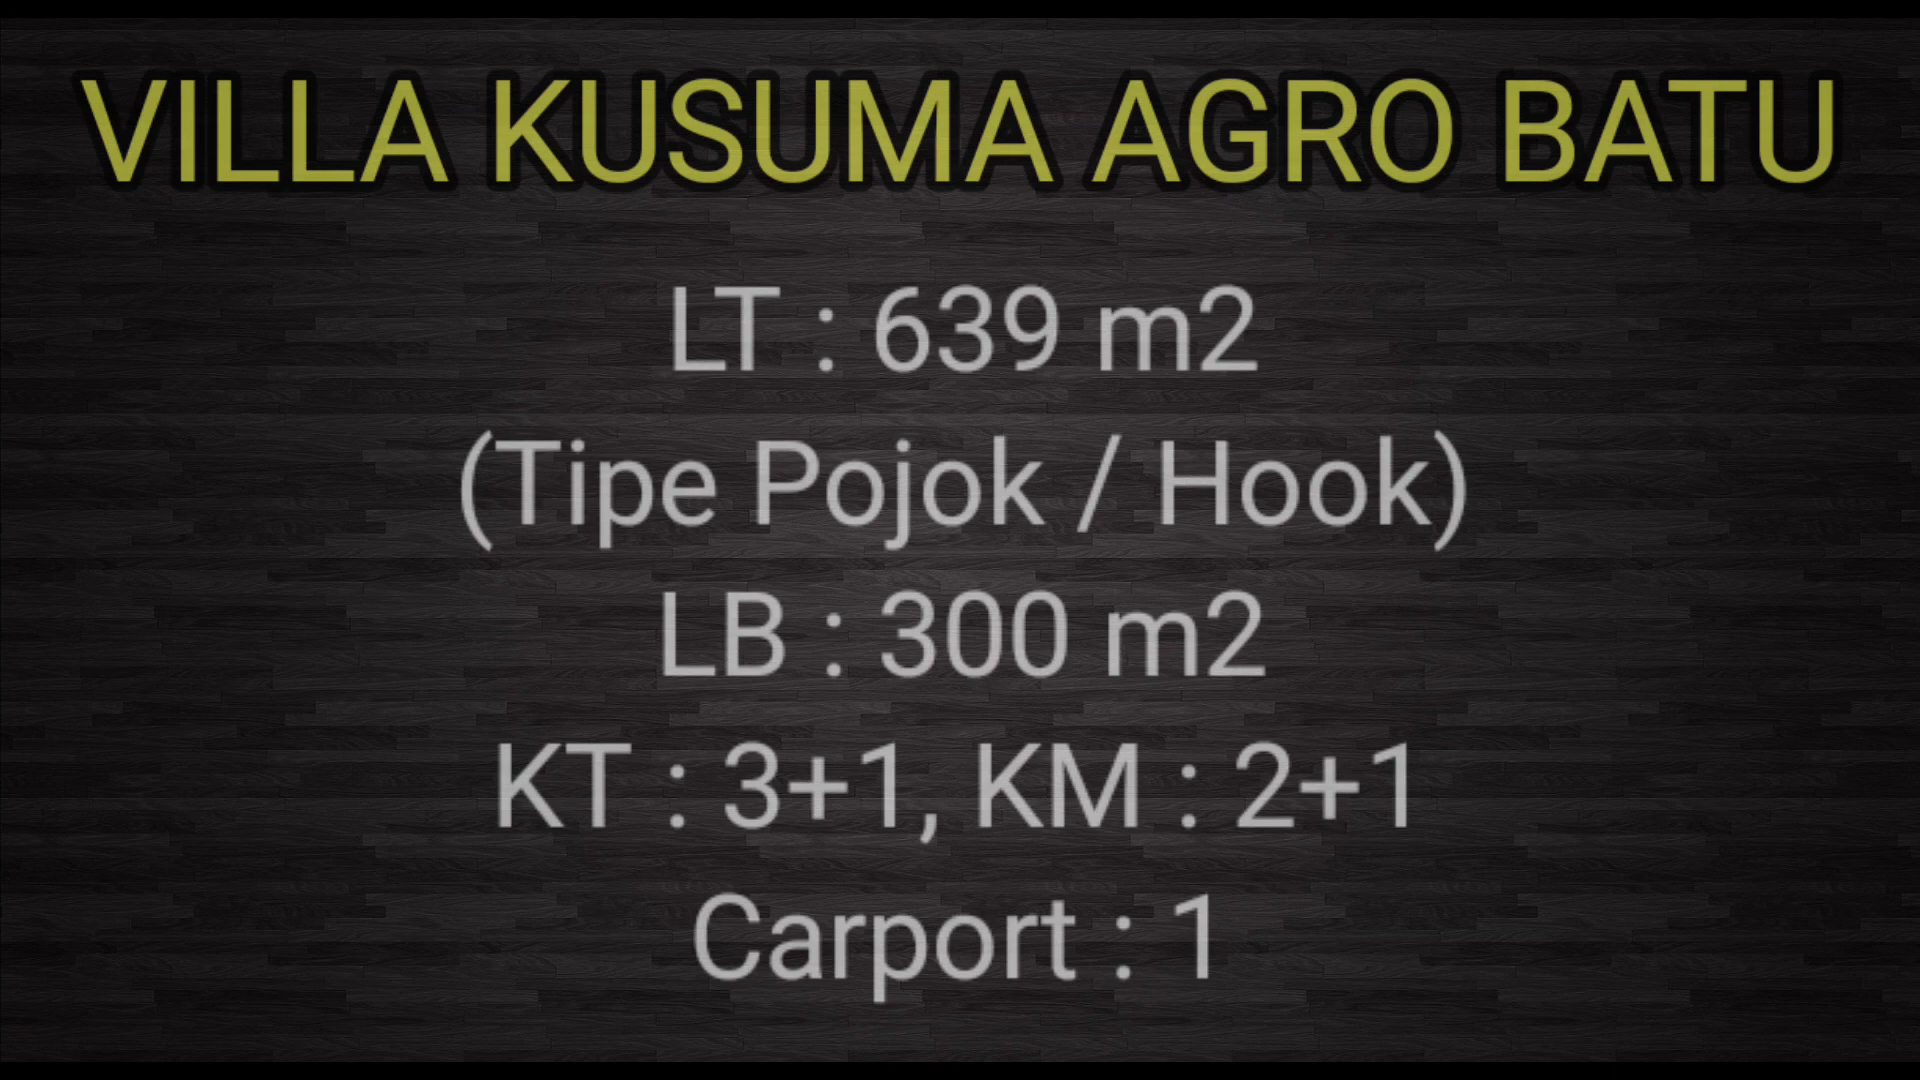 VILLA KUSUMA AGRO BATU
LT : 639 m2
(Tipe Pojok / Hook)
LB : 300 m2
KT : 3+1, KM : 2+1
Carport : 1